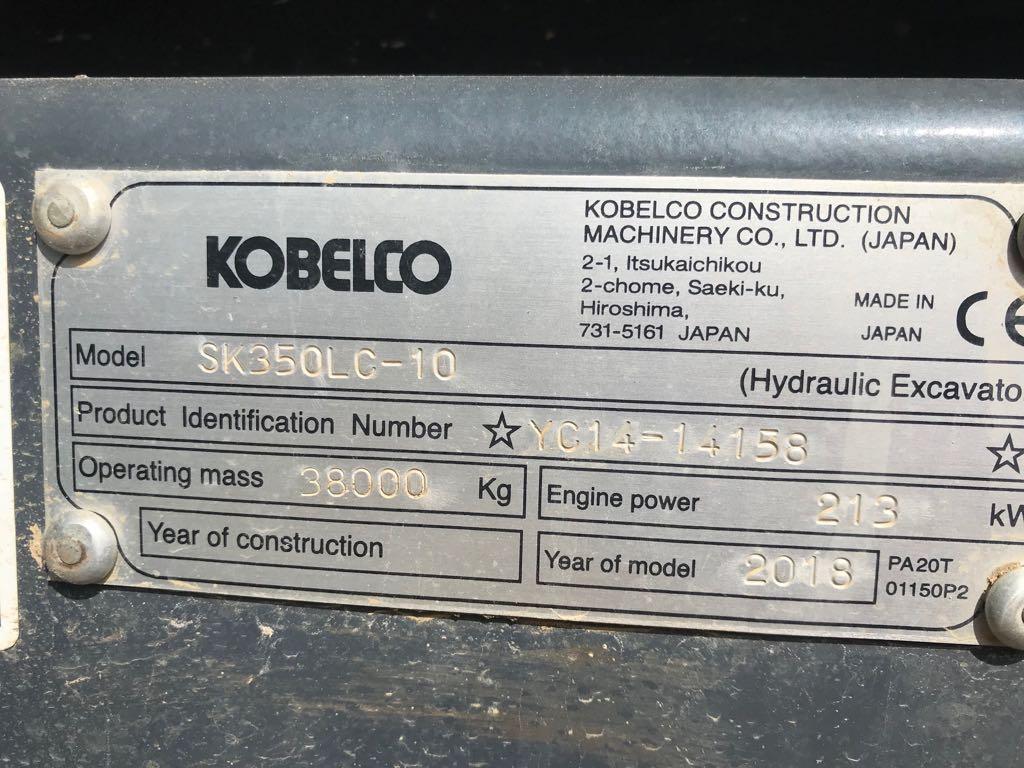 KOBELCO
KOBELCO CONSTRUCTION
MACHINERY CO., LTD. (JAPAN)
2-1, Itsukaichikou
2-chome, Saeki-ku,
Hiroshima,
731-5161 JAPAN
MADE IN
JAPAN
CE
Model SK350LC-10
(Hydraulic Excavato
Product Identification Number ☆ YC14-14158 ☆
Operating mass 38000 Kg
Engine power 213 kW
Year of construction
Year of model 2018
PA20T
01150P2